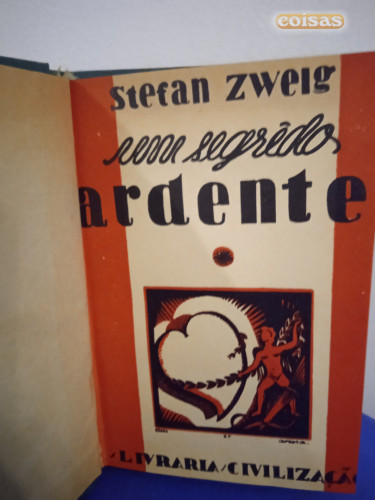 coisas
Stefan Zweig
um segrêdo
ardente
LIVRARIA/CIVILIZAÇÃO